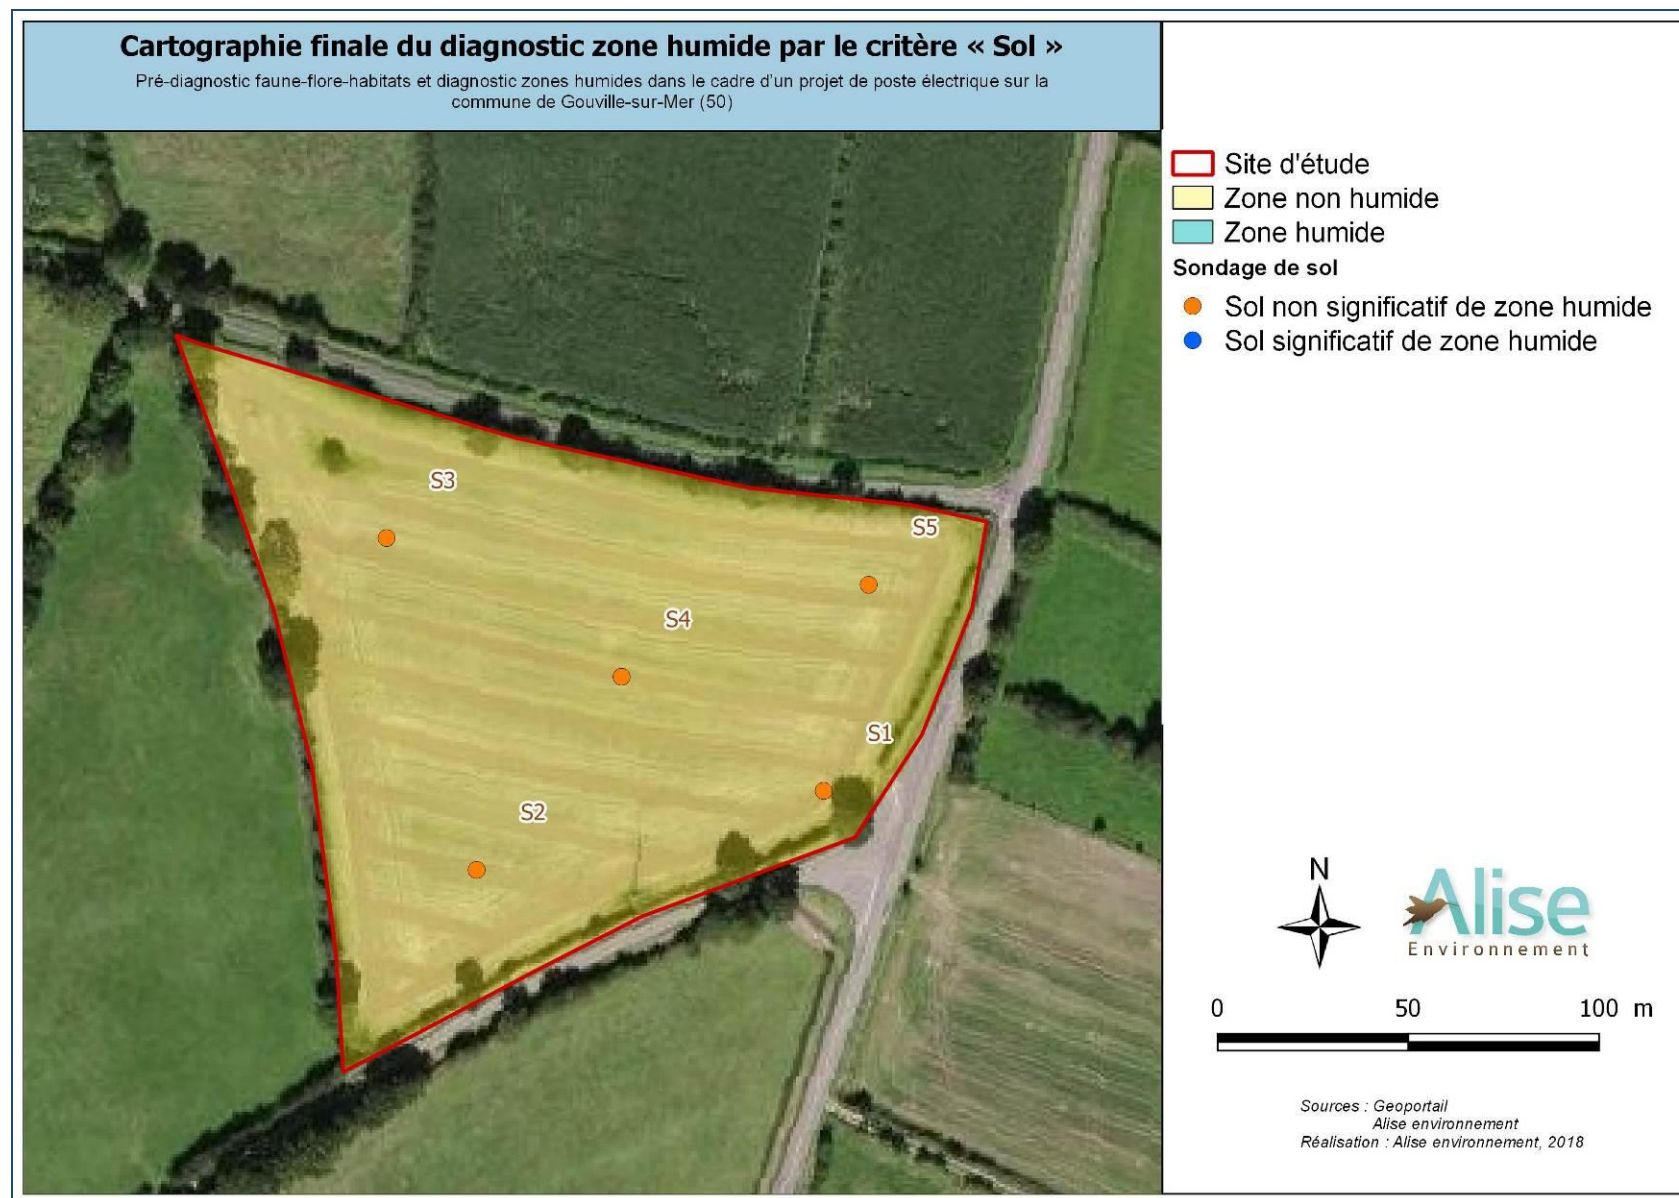 Cartographie finale du diagnostic zone humide par le critère « Sol »
Pré-diagnostic faune-flore-habitats et diagnostic zones humides dans le cadre d'un projet de poste électrique sur la
commune de Gouville-sur-Mer (50)
Site d'étude
Zone non humide
Zone humide
Sondage de sol
Sol non significatif de zone humide
Sol significatif de zone humide
S3
S5
S4
S1
S2
N
Alise
Environnement
0 50 100 m
Sources : Geoportail
Alise environnement
Réalisation : Alise environnement, 2018